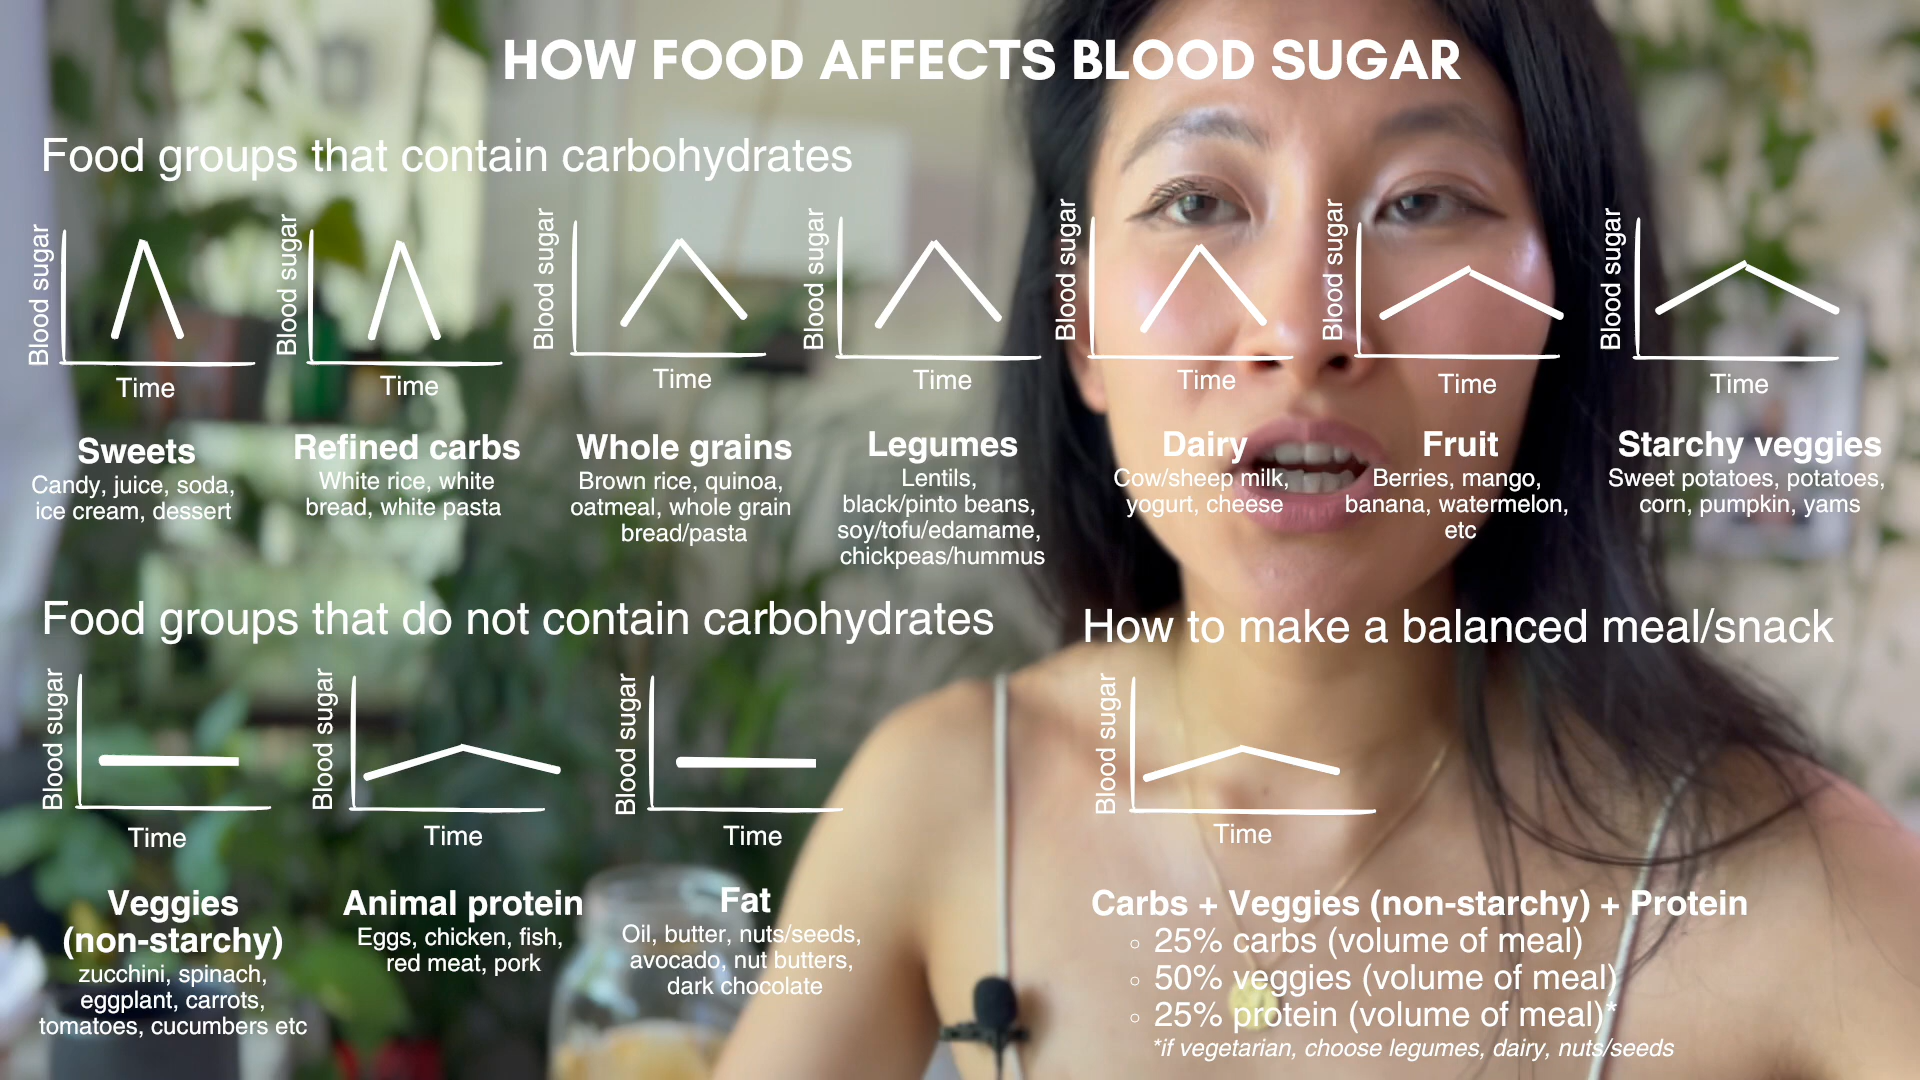 HOW FOOD AFFECTS BLOOD SUGAR
Food groups that contain carbohydrates
Blood sugar
Time
Sweets
Candy, juice, soda,
ice cream, dessert
Blood sugar
Time
Refined carbs
White rice, white
bread, white pasta
Blood sugar
Time
Whole grains
Brown rice, quinoa,
oatmeal, whole grain
bread/pasta
Blood sugar
Time
Legumes
Lentils,
black/pinto beans,
soy/tofu/edamame,
chickpeas/hummus
Blood sugar
Time
Dairy
Cow/sheep milk,
yogurt, cheese
Blood sugar
Time
Fruit
Berries, mango,
banana, watermelon,
etc
Blood sugar
Time
Starchy veggies
Sweet potatoes, potatoes,
corn, pumpkin, yams
Food groups that do not contain carbohydrates
Blood sugar
Time
Veggies
(non-starchy)
zucchini, spinach,
eggplant, carrots,
tomatoes, cucumbers etc
Blood sugar
Time
Animal protein
Eggs, chicken, fish,
red meat, pork
Blood sugar
Time
Fat
Oil, butter, nuts/seeds,
avocado, nut butters,
dark chocolate
How to make a balanced meal/snack
Blood sugar
Time
Carbs + Veggies (non-starchy) + Protein
◦ 25% carbs (volume of meal)
◦ 50% veggies (volume of meal)
◦ 25% protein (volume of meal)*
*if vegetarian, choose legumes, dairy, nuts/seeds